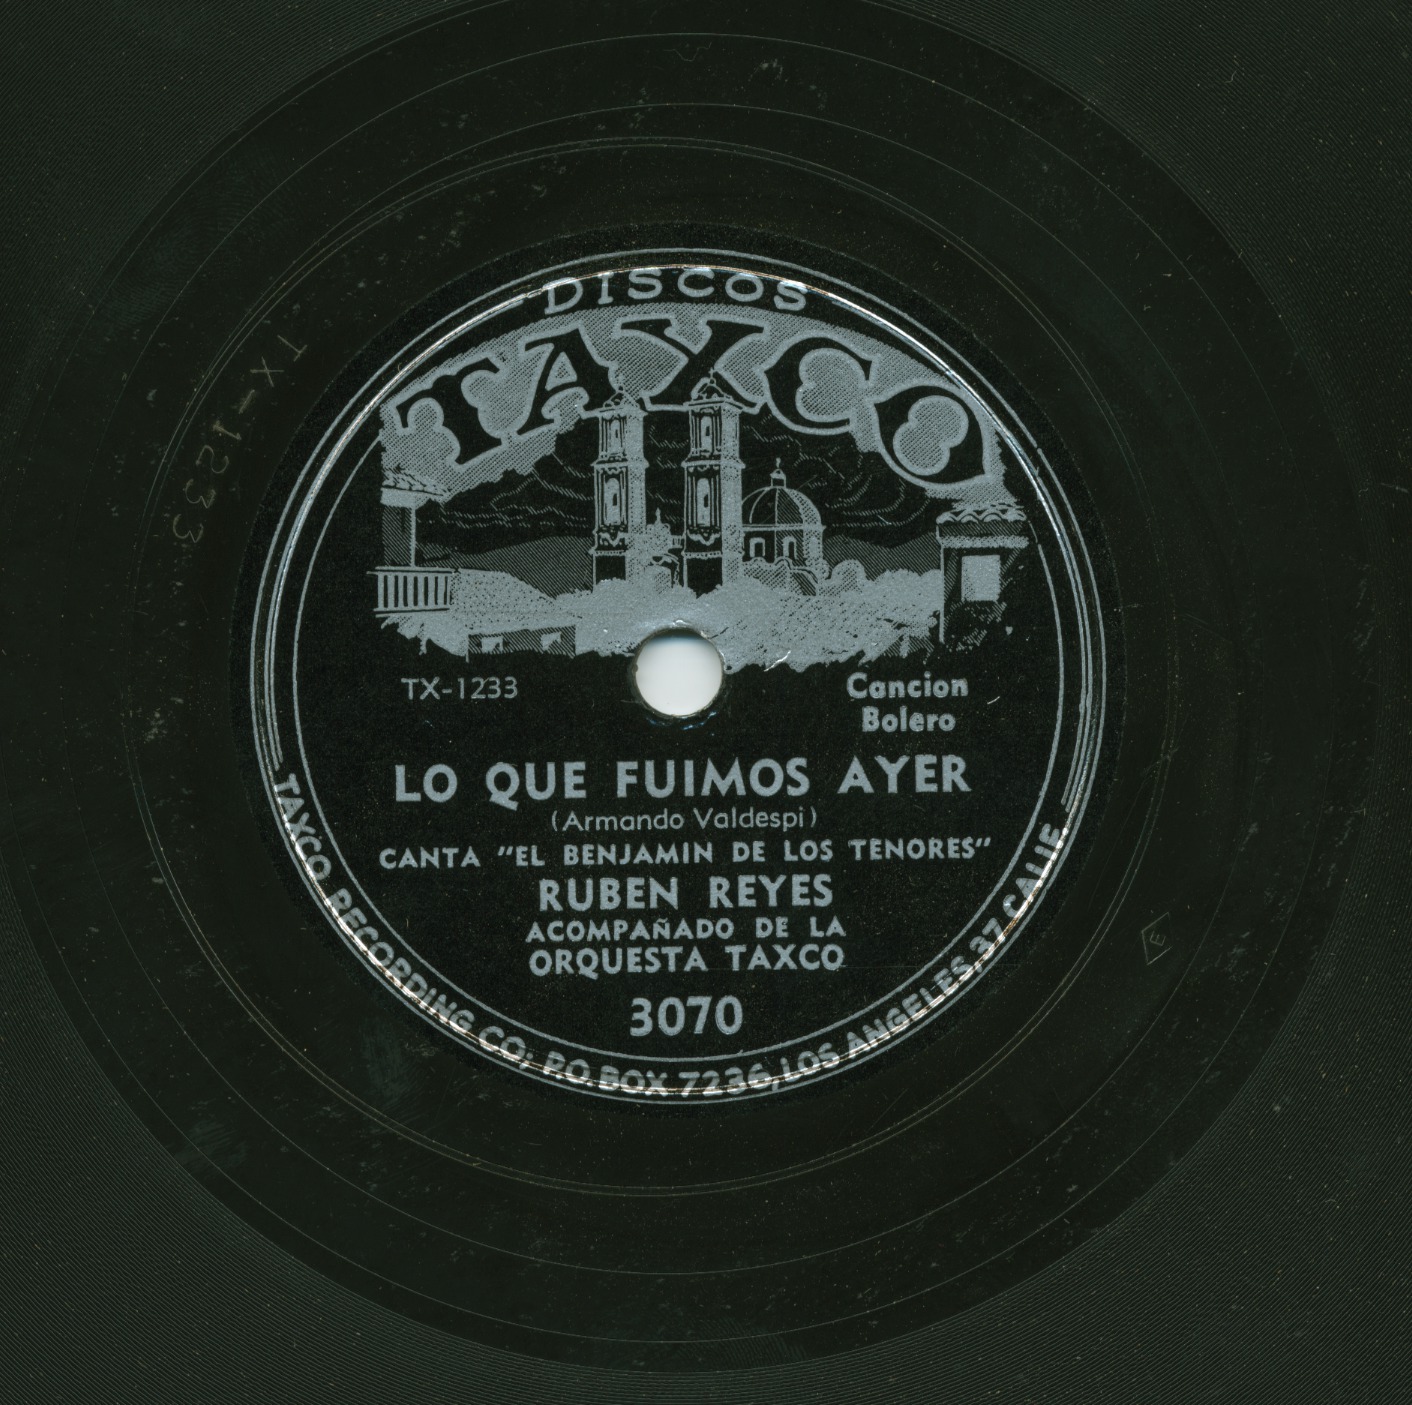 DISCOS
TAXCO
TX-1233
Cancion
Bolero
LO QUE FUIMOS AYER
(Armando Valdespi)
CANTA "EL BENJAMIN DE LOS TENORES"
RUBEN REYES
ACOMPAÑADO DE LA
ORQUESTA TAXCO
3070
TAXCO RECORDING CO; P.O. BOX 7236, LOS ANGELES, 37, CALIF.
TX-1233
E